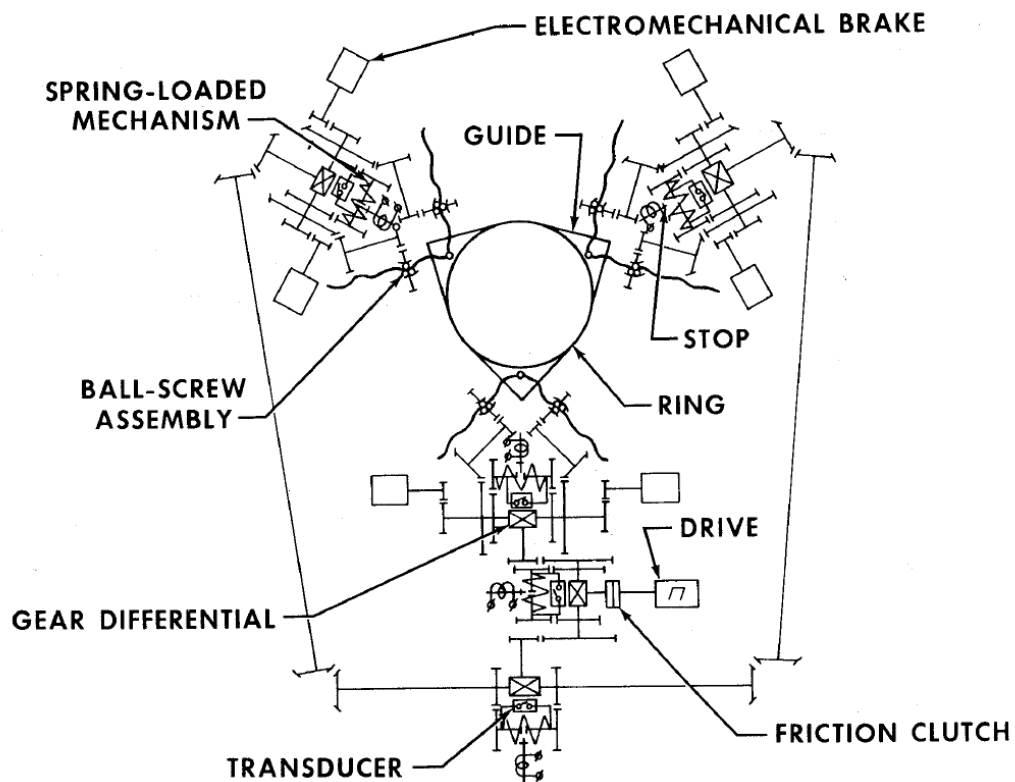 ELECTROMECHANICAL BRAKE
SPRING-LOADED
MECHANISM
GUIDE
STOP
BALL-SCREW
ASSEMBLY
RING
DRIVE
GEAR DIFFERENTIAL
FRICTION CLUTCH
TRANSDUCER